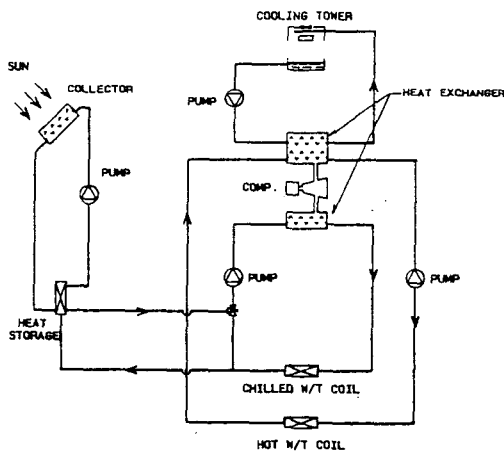 COOLING TOWER
SUN
COLLECTOR
PUMP
HEAT EXCHANGER
PUMP
COMP.
PUMP
PUMP
HEAT
STORAGE
CHILLED W/T COIL
HOT W/T COIL